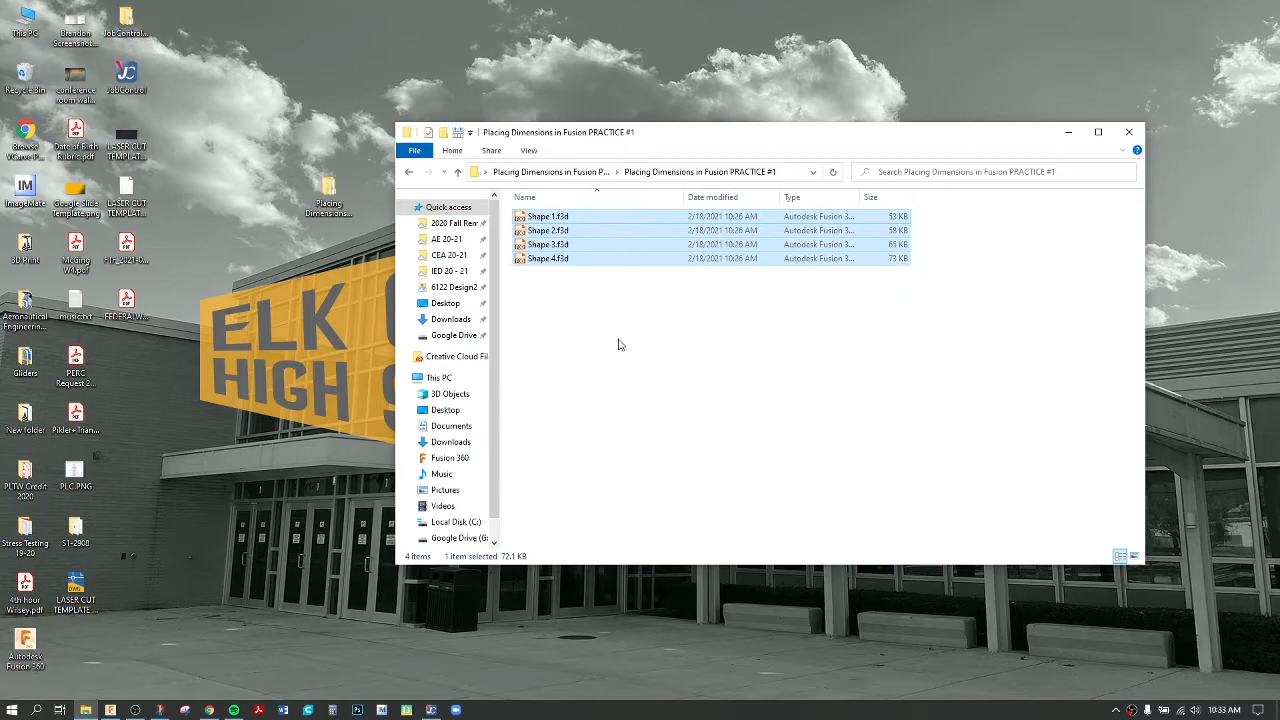 This PC
Brandon Screenshot...
JobControl...
Recycle Bin
conference room wal...
JobControl
Browse VCarve P...
Date of Birth Rubric.pdf
LASER CUT TEMPLAT...
ImageMate
Google Slide Template.png
LASER CUT TEMPLAT...
3D Print
HTF_2021-0...
Aeronautical Engineering...
music.txt
FEDERALW...
Gliders
PERC Request 2...
New folder
Pikler+Trian...
PLTW Credit 2020
PLC.PNG
Stress Testing 19-20
S1-2908
4th hour Wilsey.pdf
LASER CUT TEMPLATE...
Autodesk Fusion 360
Placing Dimensions...
ELK
HIGH S
Placing Dimensions in Fusion PRACTICE #1
File
Home
Share
View
Placing Dimensions in Fusion P... > Placing Dimensions in Fusion PRACTICE #1
Search Placing Dimensions in Fusion PRACTICE #1
Name Date modified Type Size
Shape 1.f3d 2/18/2021 10:26 AM Autodesk Fusion 3... 53 KB
Shape 2.f3d 2/18/2021 10:26 AM Autodesk Fusion 3... 58 KB
Shape 3.f3d 2/18/2021 10:26 AM Autodesk Fusion 3... 65 KB
Shape 4.f3d 2/18/2021 10:26 AM Autodesk Fusion 3... 73 KB
Quick access
2020 Fall Rem
AE 20-21
CEA 20-21
IED 20 - 21
6122 Design2
Desktop
Downloads
Google Drive
Creative Cloud Fil
This PC
3D Objects
Desktop
Documents
Downloads
Fusion 360
Music
Pictures
Videos
Local Disk (C:)
Google Drive (G:
4 items 1 item selected 72.1 KB
10:33 AM